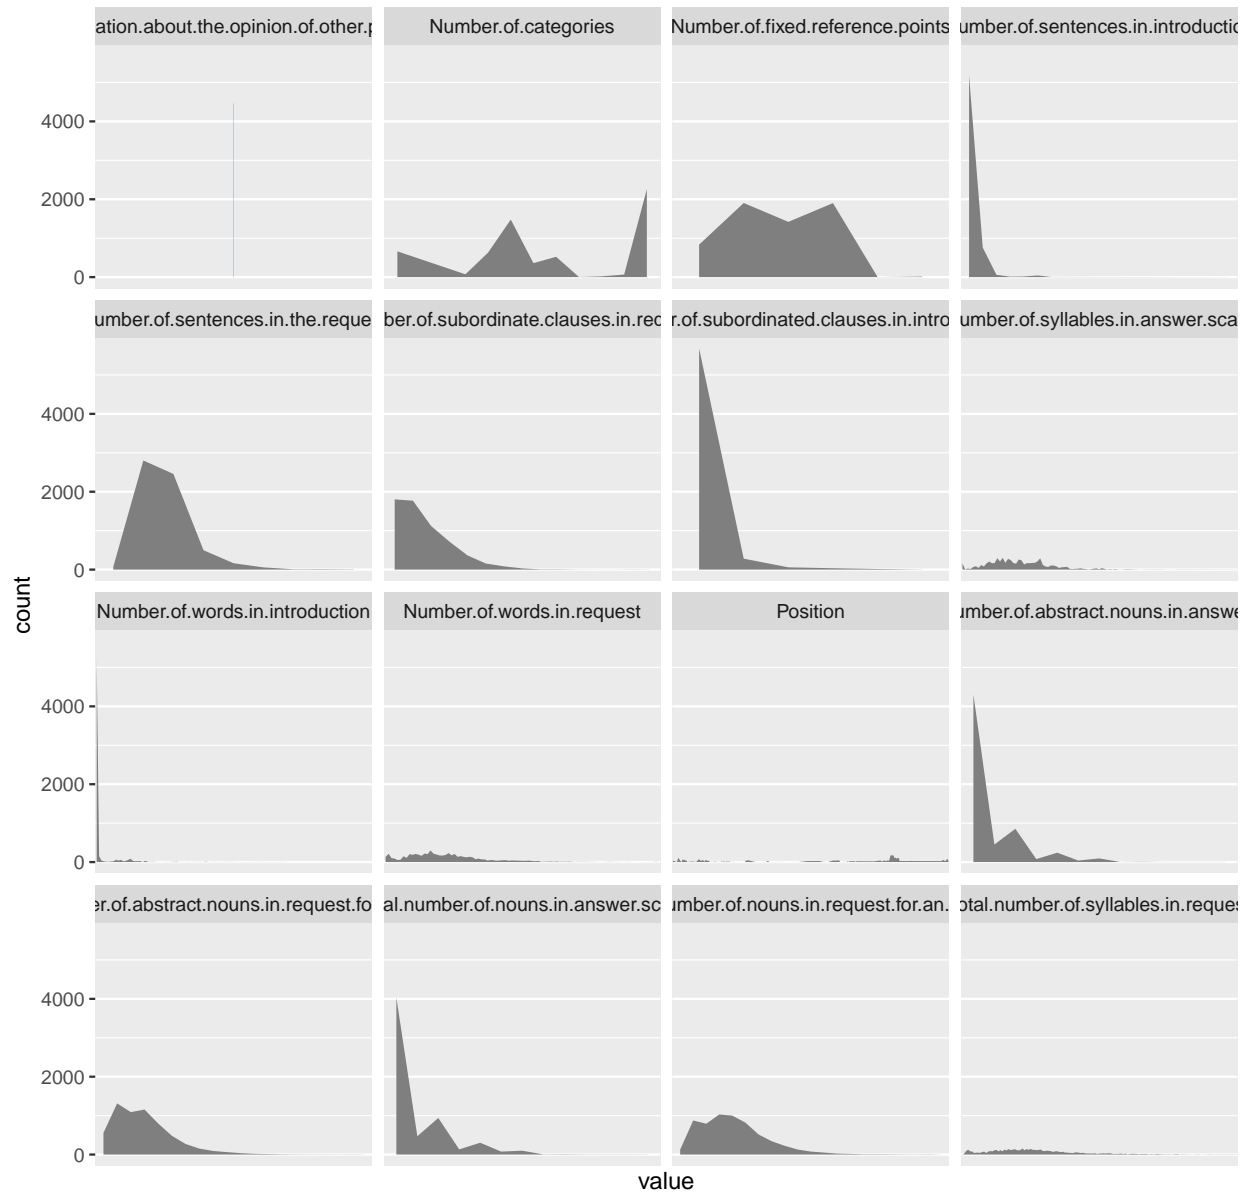 ation.about.the.opinion.of.other.p
Number.of.categories
Number.of.fixed.reference.points
umber.of.sentences.in.introductic
4000
2000
0
umber.of.sentences.in.the.reque
ber.of.subordinate.clauses.in.rec
r.of.subordinated.clauses.in.intro
umber.of.syllables.in.answer.sca
4000
2000
0
count
Number.of.words.in.introduction
Number.of.words.in.request
Position
umber.of.abstract.nouns.in.answe
4000
2000
0
er.of.abstract.nouns.in.request.fo
al.number.of.nouns.in.answer.sc
umber.of.nouns.in.request.for.an.
otal.number.of.syllables.in.reques
4000
2000
0
value